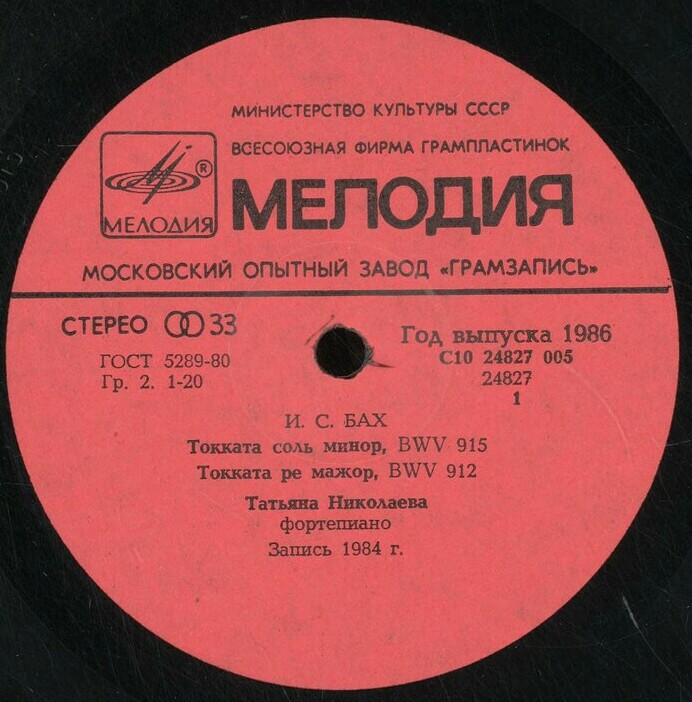 МИНИСТЕРСТВО КУЛЬТУРЫ СССР
ВСЕСОЮЗНАЯ ФИРМА ГРАМПЛАСТИНОК
МЕЛОДИЯ ®
МЕЛОДИЯ
МОСКОВСКИЙ ОПЫТНЫЙ ЗАВОД «ГРАМЗАПИСЬ»
СТЕРЕО 33
ГОСТ 5289-80
Гр. 2. 1-20
Год выпуска 1986
С10 24827 005
24827
1
И. С. БАХ
Токката соль минор, BWV 915
Токката ре мажор, BWV 912
Татьяна Николаева
фортепиано
Запись 1984 г.